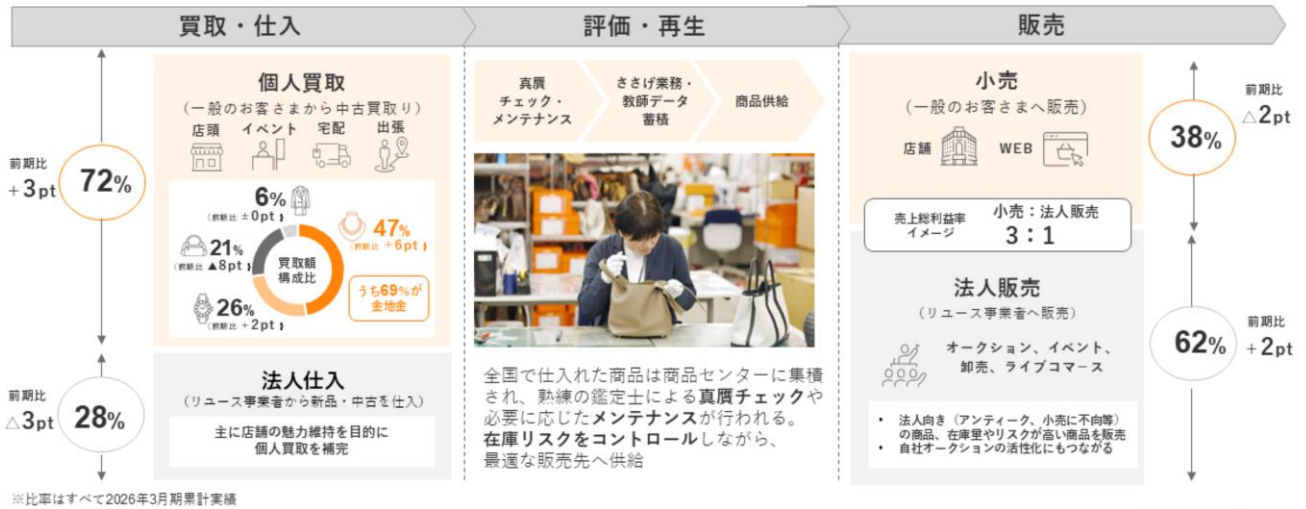 買取・仕入
評価・再生
販売
前期比
+3pt
72%
個人買取
(一般のお客さまから中古買取り)
店頭
イベント
宅配
出張
6%
(前期比 ±0pt)
47%
(前期比 +6pt)
21%
(前期比 ▲8pt)
買取額
構成比
26%
(前期比 +2pt)
うち69%が
金地金
前期比
△3pt
28%
法人仕入
(リユース事業者から新品・中古を仕入)
主に店舗の魅力維持を目的に
個人買取を補完
真贋
チェック・
メンテナンス
ささげ業務・
教師データ
蓄積
商品供給
全国で仕入れた商品は商品センターに集積
され、熟練の鑑定士による真贋チェックや
必要に応じたメンテナンスが行われる。
在庫リスクをコントロールしながら、
最適な販売先へ供給
小売
(一般のお客さまへ販売)
店舗
WEB
38%
前期比
△2pt
売上総利益率
イメージ
小売:法人販売
3:1
法人販売
(リユース事業者へ販売)
オークション、イベント、
卸売、ライブコマース
62%
前期比
+2pt
• 法人向き(アンティーク、小売に不向等)
の商品、在庫量やリスクが高い商品を販売
• 自社オークションの活性化にもつながる
※比率はすべて2026年3月期累計実績